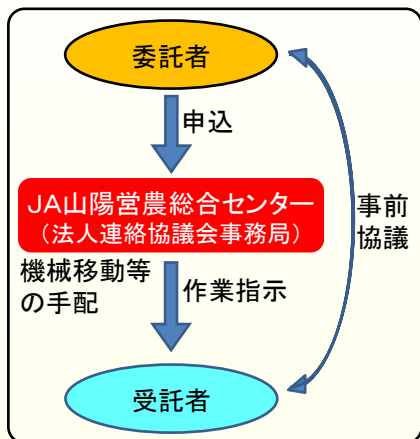 委託者
申込
JA山陽営農総合センター
（法人連絡協議会事務局）
事前
協議
機械移動等
の手配
作業指示
受託者